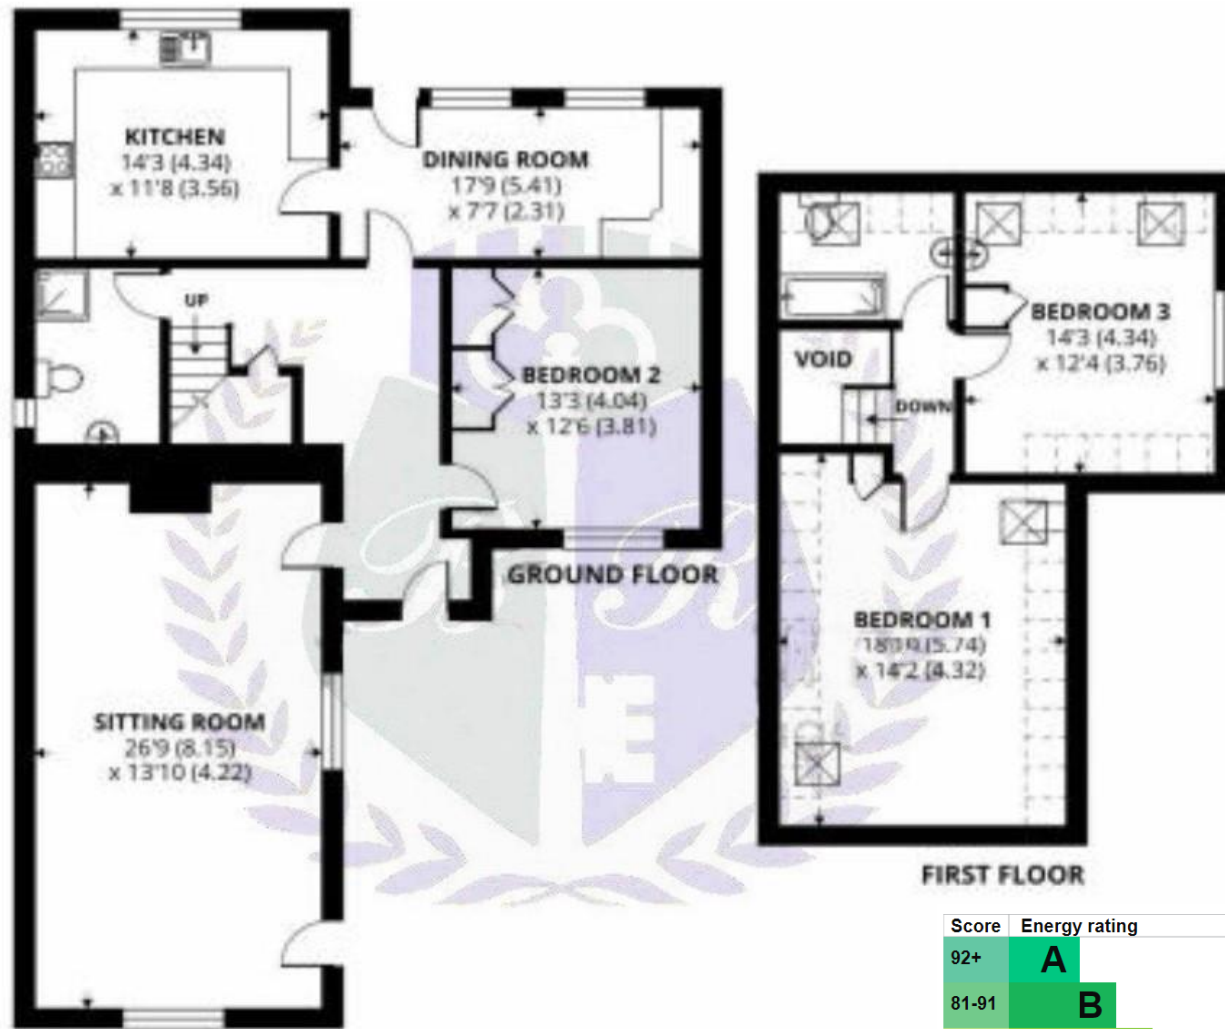 KITCHEN
14'3 (4.34)
x 11'8 (3.56)
DINING ROOM
17'9 (5.41)
x 7'7 (2.31)
UP
BEDROOM 2
13'3 (4.04)
x 12'6 (3.81)
GROUND FLOOR
SITTING ROOM
26'9 (8.15)
x 13'10 (4.22)
BEDROOM 3
14'3 (4.34)
x 12'4 (3.76)
VOID
DOWN
BEDROOM 1
18'10 (5.74)
x 14'2 (4.32)
FIRST FLOOR
R
Score Energy rating
92+ A
81-91 B